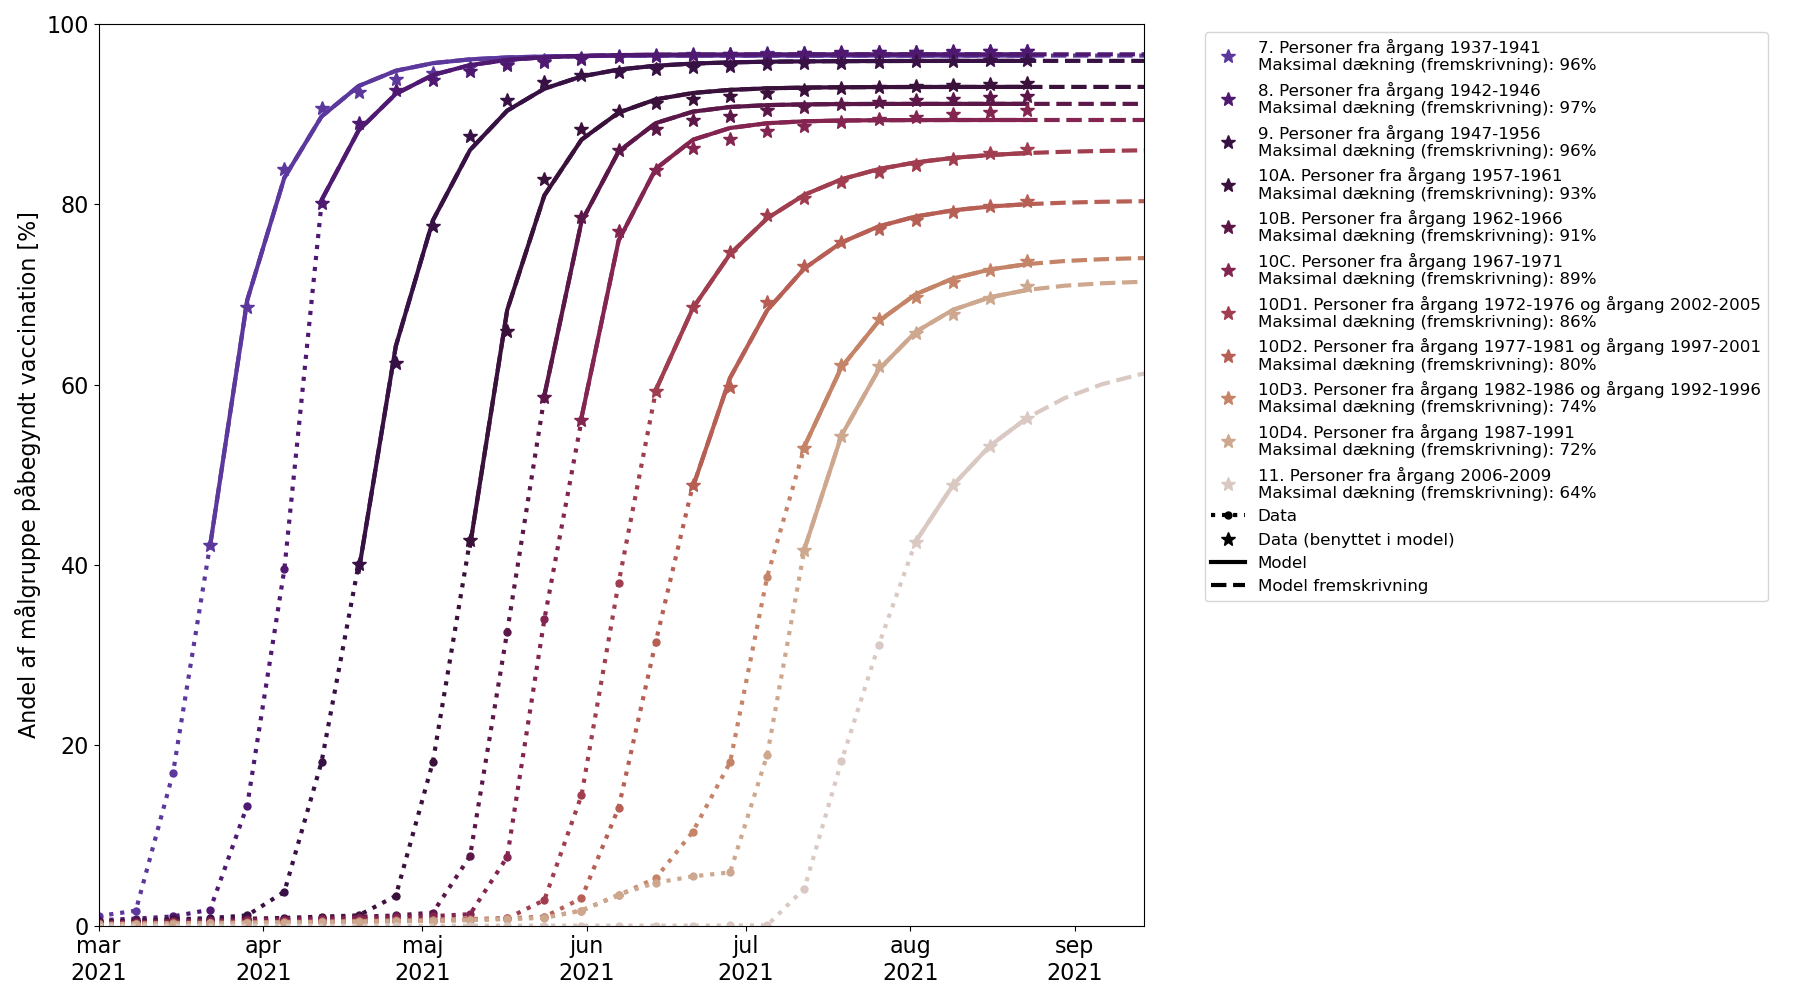 Andel af målgruppe påbegyndt vaccination [%]
100
80
60
40
20
0
mar
2021
apr
2021
maj
2021
jun
2021
jul
2021
aug
2021
sep
2021
7. Personer fra årgang 1937-1941
Maksimal dækning (fremskrivning): 96%
8. Personer fra årgang 1942-1946
Maksimal dækning (fremskrivning): 97%
9. Personer fra årgang 1947-1956
Maksimal dækning (fremskrivning): 96%
10A. Personer fra årgang 1957-1961
Maksimal dækning (fremskrivning): 93%
10B. Personer fra årgang 1962-1966
Maksimal dækning (fremskrivning): 91%
10C. Personer fra årgang 1967-1971
Maksimal dækning (fremskrivning): 89%
10D1. Personer fra årgang 1972-1976 og årgang 2002-2005
Maksimal dækning (fremskrivning): 86%
10D2. Personer fra årgang 1977-1981 og årgang 1997-2001
Maksimal dækning (fremskrivning): 80%
10D3. Personer fra årgang 1982-1986 og årgang 1992-1996
Maksimal dækning (fremskrivning): 74%
10D4. Personer fra årgang 1987-1991
Maksimal dækning (fremskrivning): 72%
11. Personer fra årgang 2006-2009
Maksimal dækning (fremskrivning): 64%
Data
Data (benyttet i model)
Model
Model fremskrivning